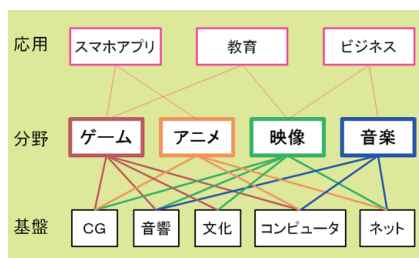 応用
スマホアプリ
教育
ビジネス
分野
ゲーム
アニメ
映像
音楽
基盤
CG
音響
文化
コンピュータ
ネット